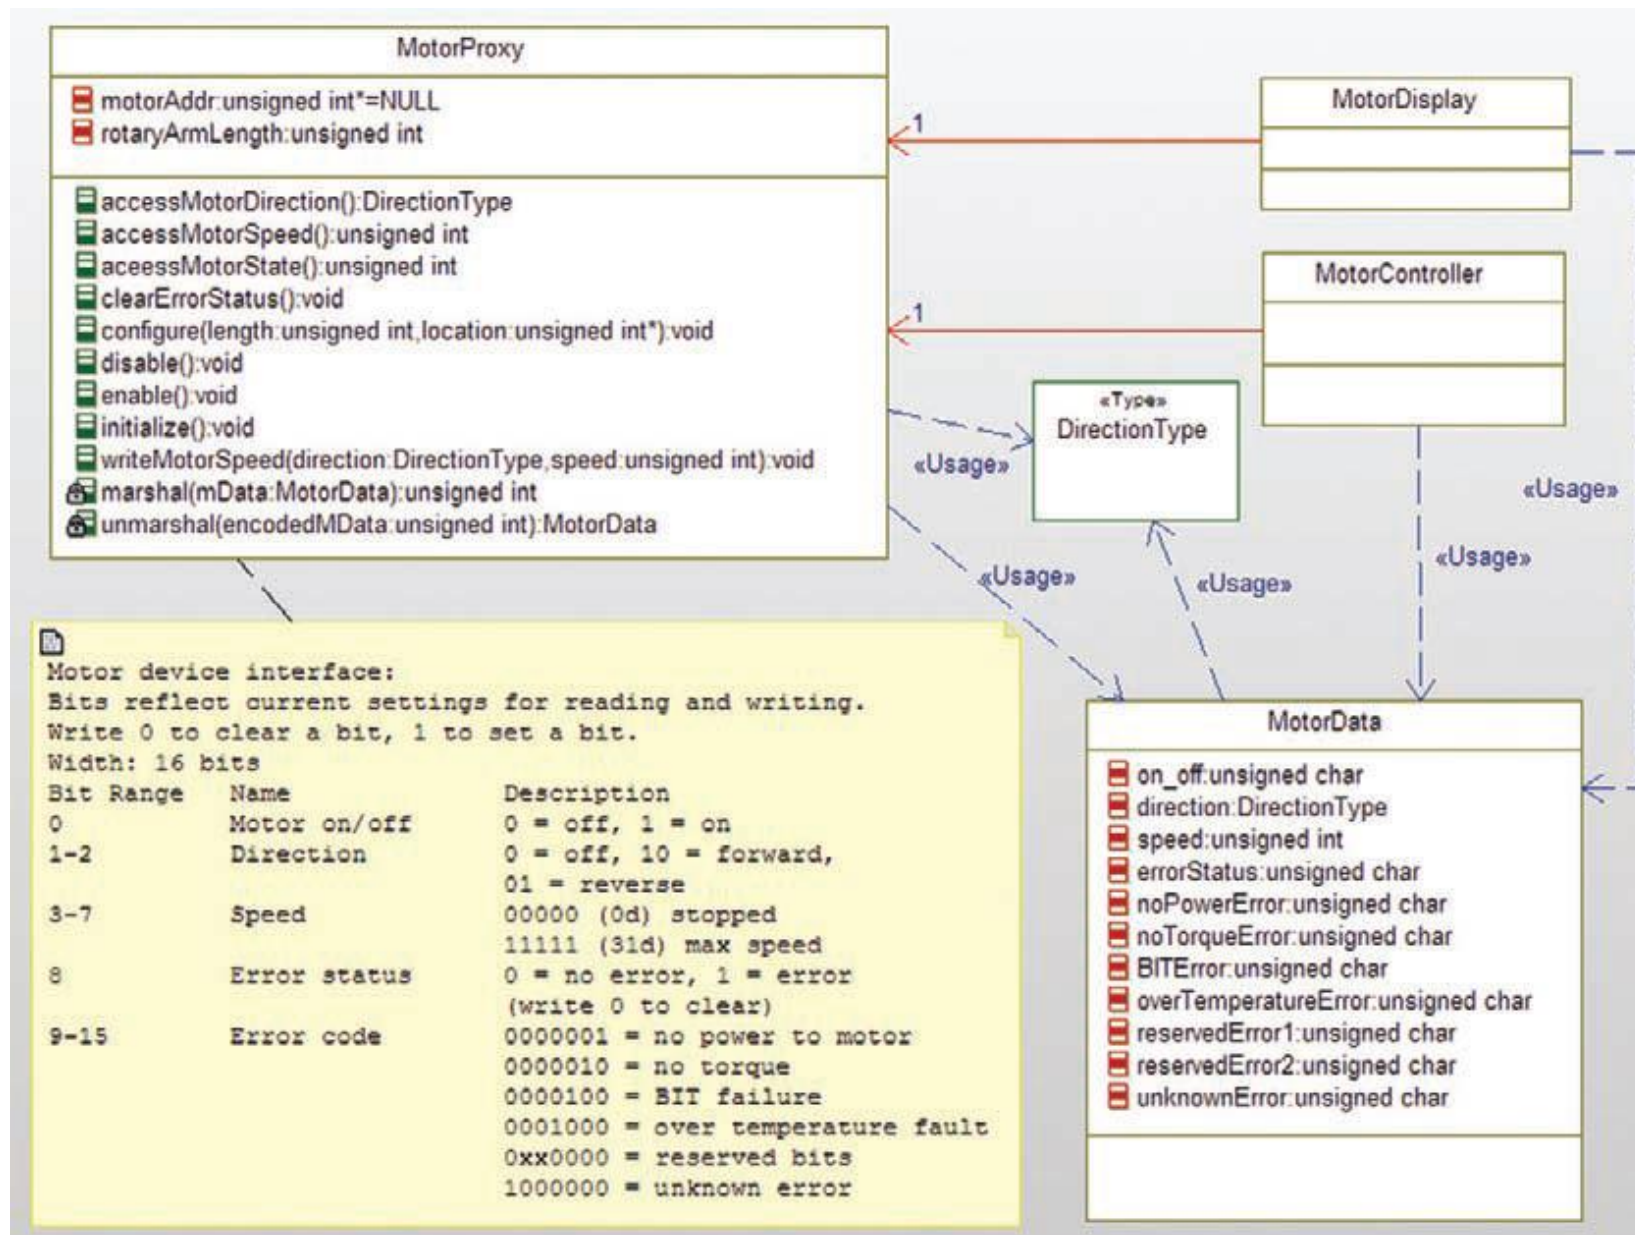 MotorProxy
motorAddr:unsigned int*=NULL
rotaryArmLength:unsigned int
accessMotorDirection():DirectionType
accessMotorSpeed():unsigned int
aceessMotorState():unsigned int
clearErrorStatus():void
configure(length:unsigned int,location:unsigned int*):void
disable():void
enable():void
initialize():void
writeMotorSpeed(direction:DirectionType,speed:unsigned int):void
marshal(mData:MotorData):unsigned int
unmarshal(encodedMData:unsigned int):MotorData
1
MotorDisplay
1
MotorController
«Type»
DirectionType
«Usage»
«Usage»
«Usage»
«Usage»
«Usage»
Motor device interface:
Bits reflect current settings for reading and writing.
Write 0 to clear a bit, 1 to set a bit.
Width: 16 bits
Bit Range Name Description
0 Motor on/off 0 = off, 1 = on
1-2 Direction 0 = off, 10 = forward,
01 = reverse
3-7 Speed 00000 (0d) stopped
11111 (31d) max speed
8 Error status 0 = no error, 1 = error
(write 0 to clear)
9-15 Error code 0000001 = no power to motor
0000010 = no torque
0000100 = BIT failure
0001000 = over temperature fault
0xx0000 = reserved bits
1000000 = unknown error
MotorData
on_off:unsigned char
direction:DirectionType
speed:unsigned int
errorStatus:unsigned char
noPowerError:unsigned char
noTorqueError:unsigned char
BITError:unsigned char
overTemperatureError:unsigned char
reservedError1:unsigned char
reservedError2:unsigned char
unknownError:unsigned char